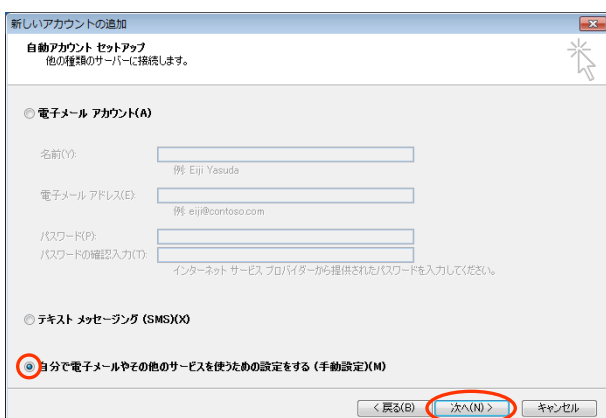 新しいアカウントの追加
自動アカウント セットアップ
他の種類のサーバーに接続します。
電子メール アカウント(A)
名前(Y):
例: Eiji Yasuda
電子メール アドレス(E):
例: eiji@contoso.com
パスワード(P):
パスワードの確認入力(T):
インターネット サービス プロバイダーから提供されたパスワードを入力してください。
テキスト メッセージング (SMS)(X)
自分で電子メールやその他のサービスを使うための設定をする (手動設定)(M)
< 戻る(B) 次へ(N) > キャンセル